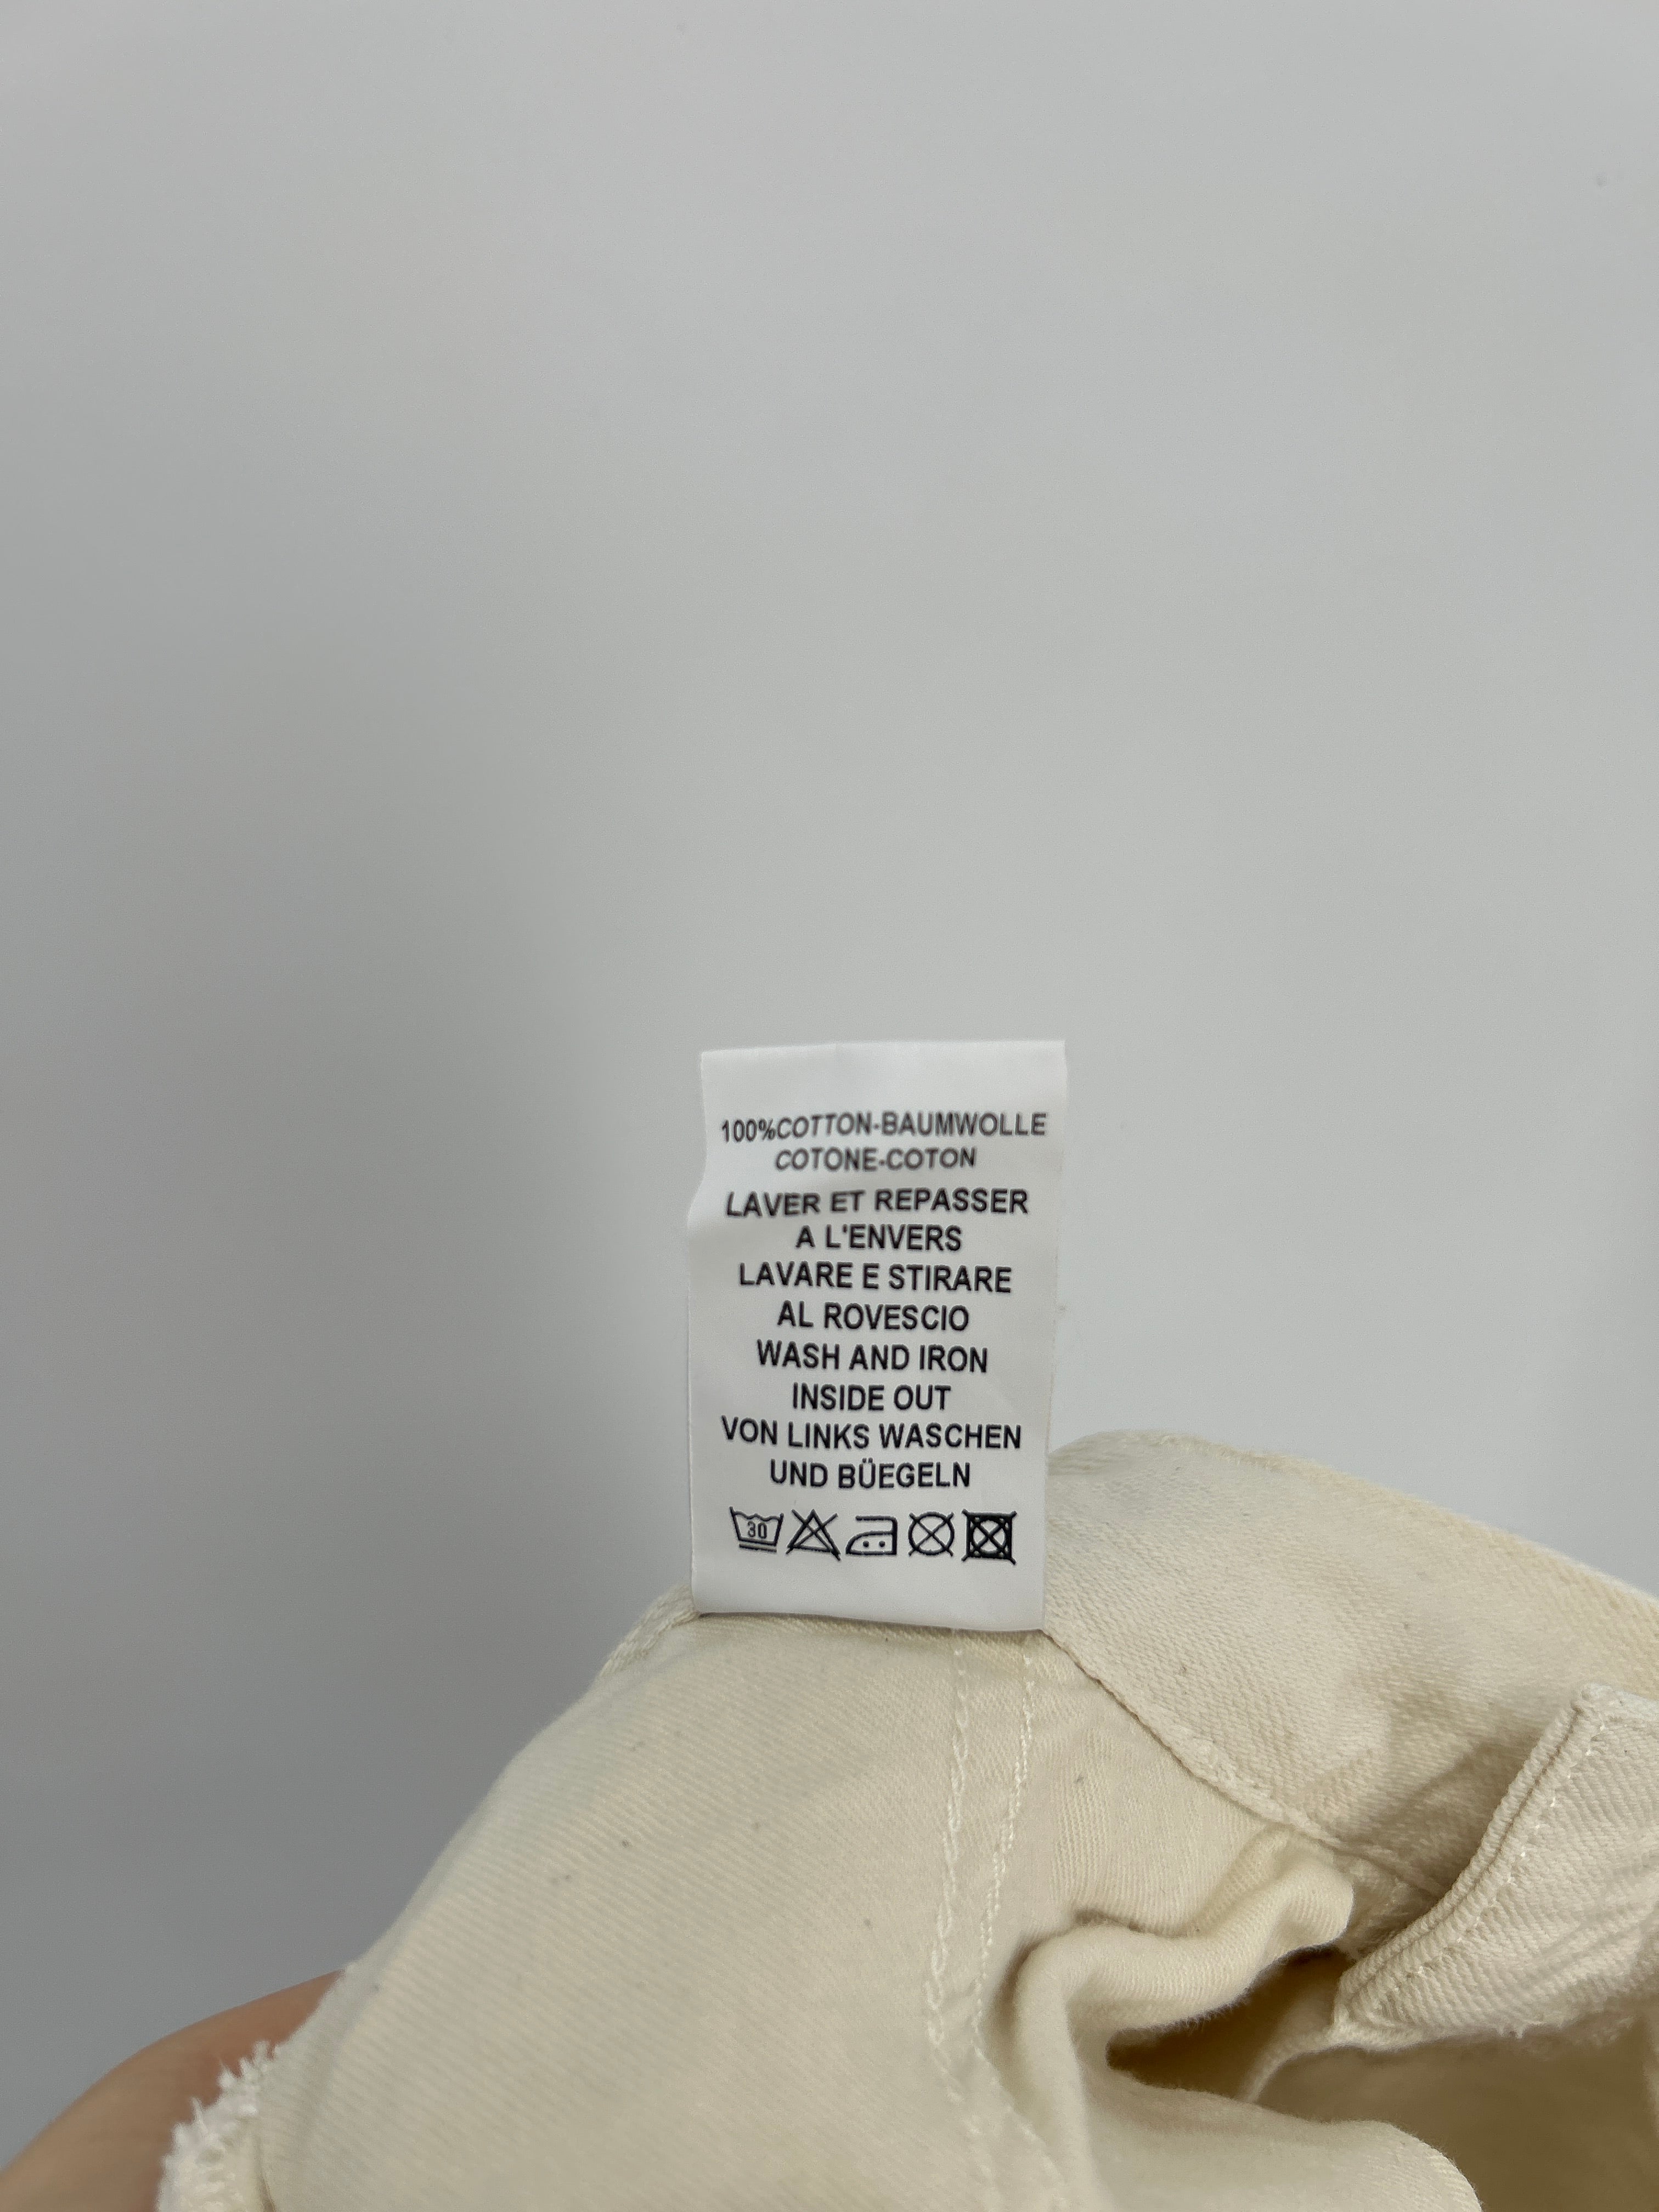 100%COTTON-BAUMWOLLE
COTONE-COTON
LAVER ET REPASSER
A L'ENVERS
LAVARE E STIRARE
AL ROVESCIO
WASH AND IRON
INSIDE OUT
VON LINKS WASCHEN
UND BÜEGELN
30